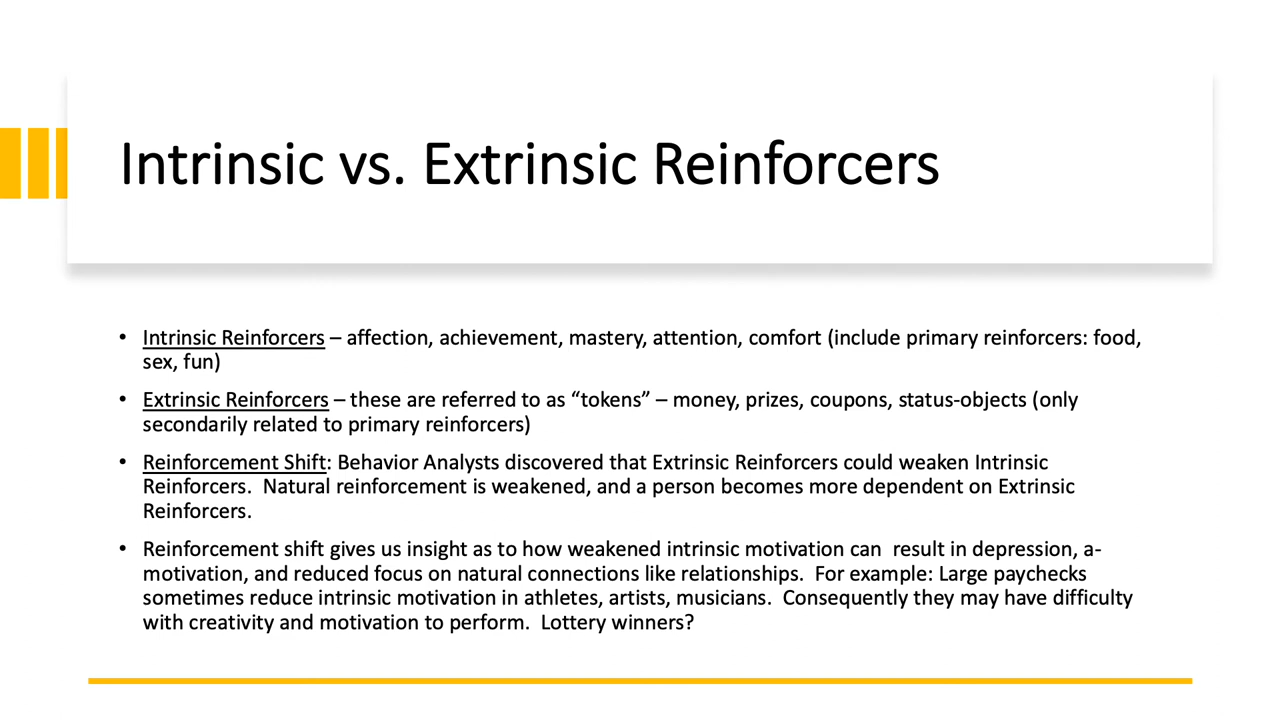 Intrinsic vs. Extrinsic Reinforcers
• Intrinsic Reinforcers – affection, achievement, mastery, attention, comfort (include primary reinforcers: food,
sex, fun)
• Extrinsic Reinforcers – these are referred to as “tokens” – money, prizes, coupons, status-objects (only
secondarily related to primary reinforcers)
• Reinforcement Shift: Behavior Analysts discovered that Extrinsic Reinforcers could weaken Intrinsic
Reinforcers.  Natural reinforcement is weakened, and a person becomes more dependent on Extrinsic
Reinforcers.
• Reinforcement shift gives us insight as to how weakened intrinsic motivation can  result in depression, a-
motivation, and reduced focus on natural connections like relationships.  For example: Large paychecks
sometimes reduce intrinsic motivation in athletes, artists, musicians.  Consequently they may have difficulty
with creativity and motivation to perform.  Lottery winners?